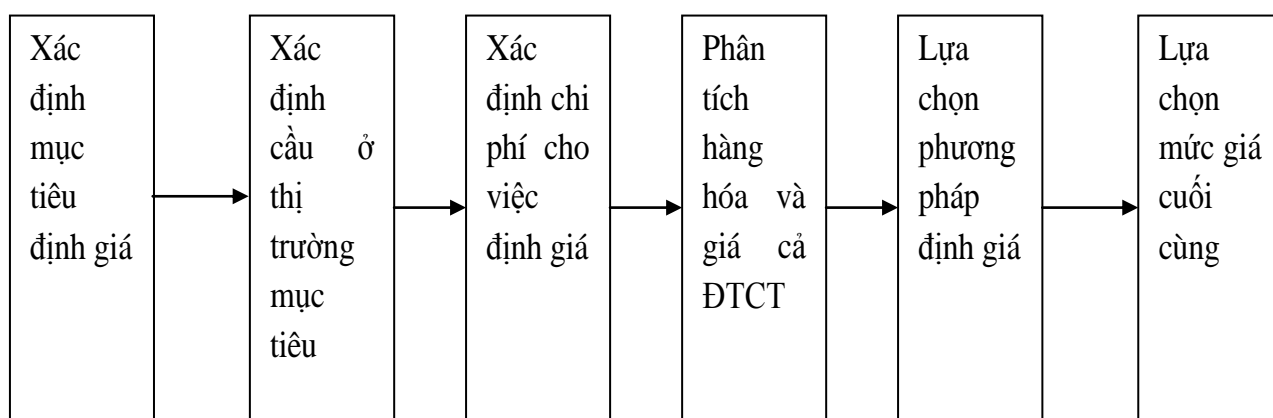 Xác
định
mục
tiêu
định giá
Xác
định
cầu ở
thị
trường
mục
tiêu
Xác
định chi
phí cho
việc
định giá
Phân
tích
hàng
hóa và
giá cả
ĐTCT
Lựa
chọn
phương
pháp
định giá
Lựa
chọn
mức giá
cuối
cùng